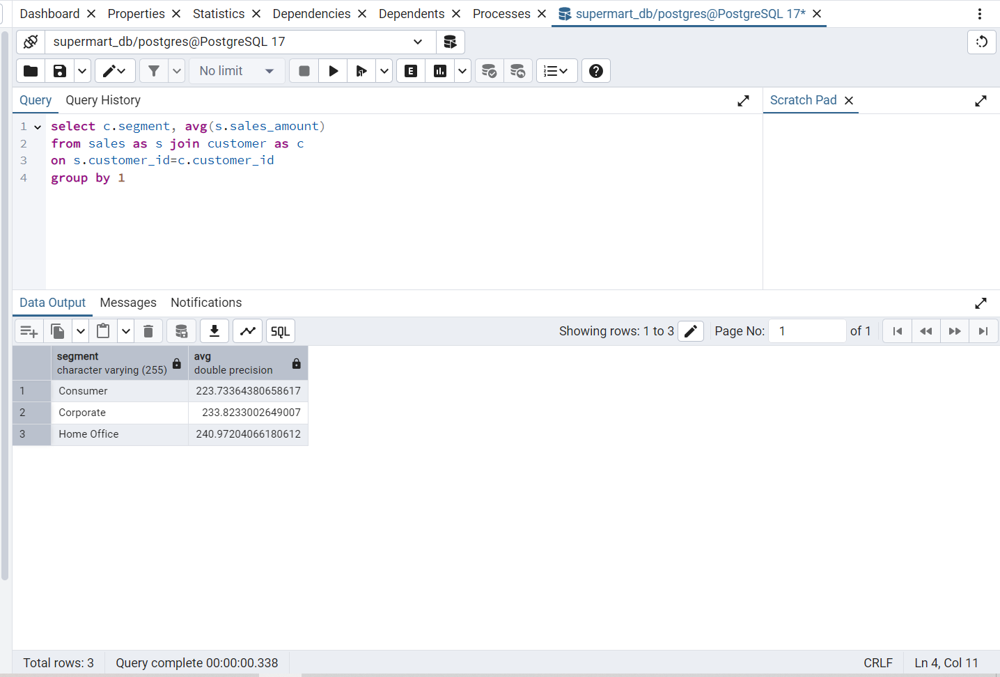 Dashboard Properties Statistics Dependencies Dependents Processes supermart_db/postgres@PostgreSQL 17*
supermart_db/postgres@PostgreSQL 17
No limit E
Query Query History Scratch Pad
1 select c.segment, avg(s.sales_amount)
2 from sales as s join customer as c
3 on s.customer_id=c.customer_id
4 group by 1
Data Output Messages Notifications
SQL Showing rows: 1 to 3 Page No: 1 of 1
segment avg
character varying (255) double precision
1 Consumer 223.73364380658617
2 Corporate 233.8233002649007
3 Home Office 240.97204066180612
Total rows: 3 Query complete 00:00:00.338 CRLF Ln 4, Col 11